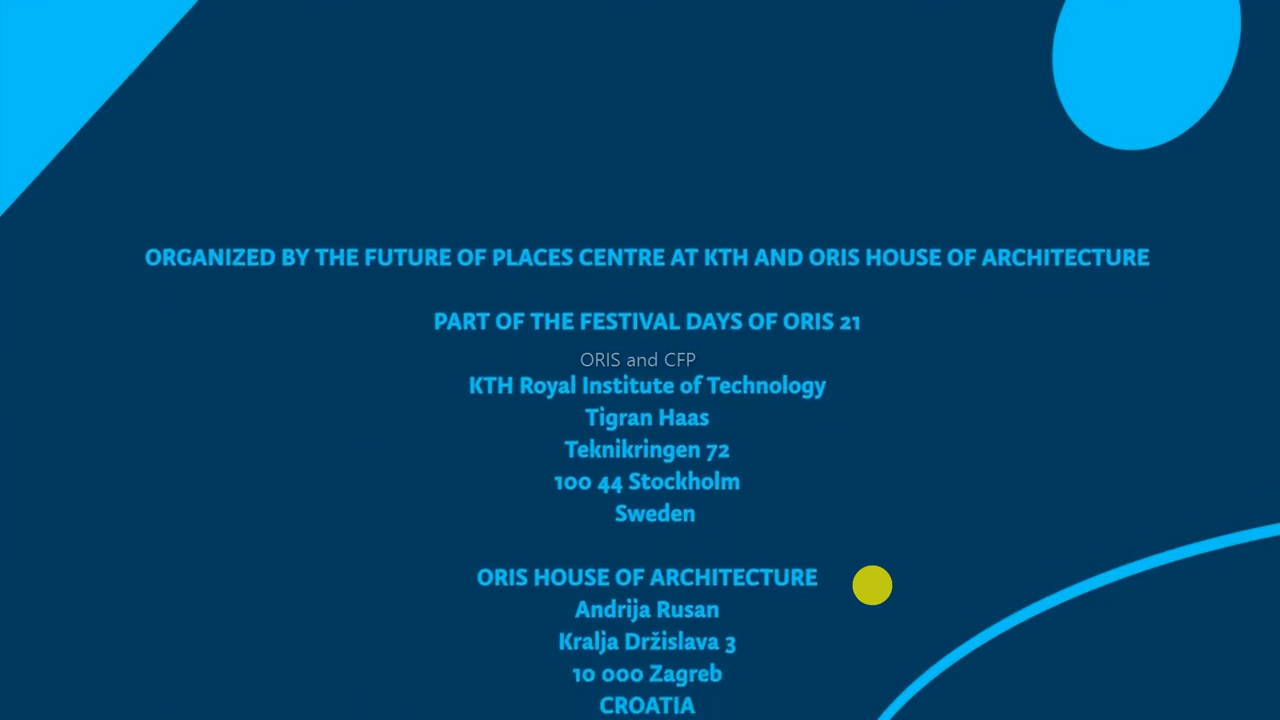 ORGANIZED BY THE FUTURE OF PLACES CENTRE AT KTH AND ORIS HOUSE OF ARCHITECTURE
PART OF THE FESTIVAL DAYS OF ORIS 21
ORIS and CFP
KTH Royal Institute of Technology
Tigran Haas
Teknikringen 72
100 44 Stockholm
Sweden
ORIS HOUSE OF ARCHITECTURE
Andrija Rusan
Kralja Držislava 3
10 000 Zagreb
CROATIA